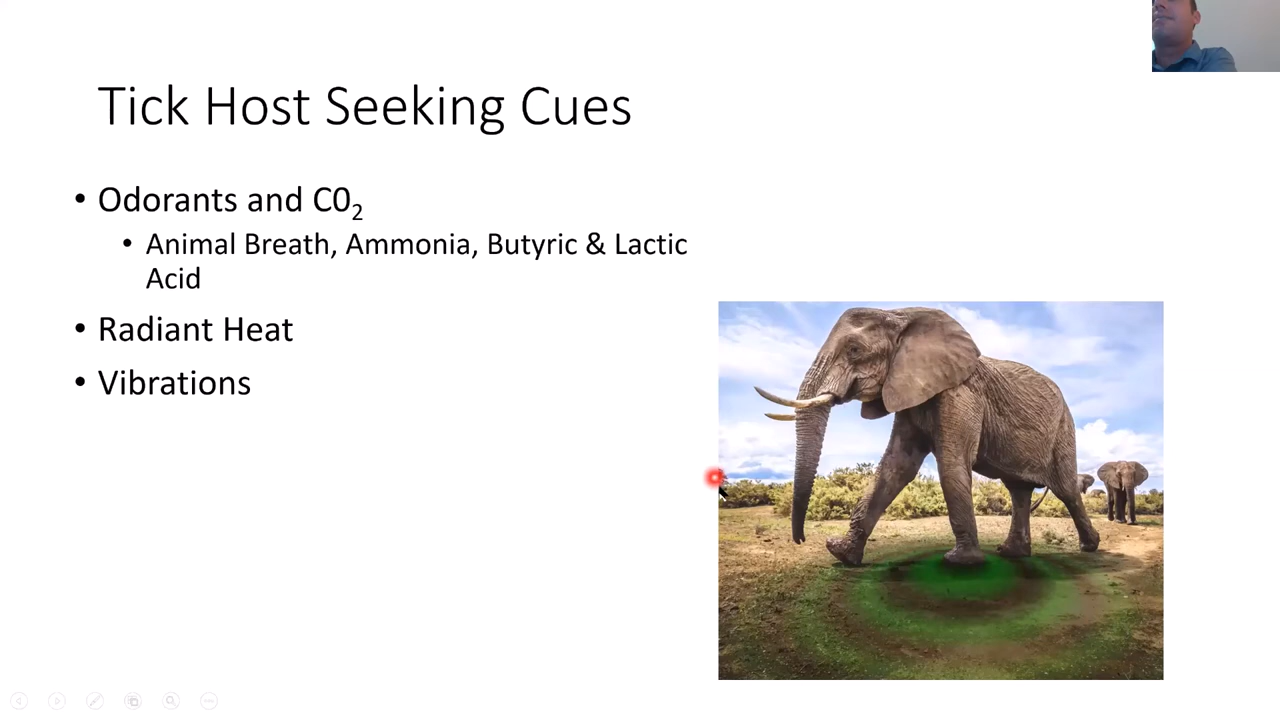 Tick Host Seeking Cues
• Odorants and C0₂
• Animal Breath, Ammonia, Butyric & Lactic
Acid
• Radiant Heat
• Vibrations